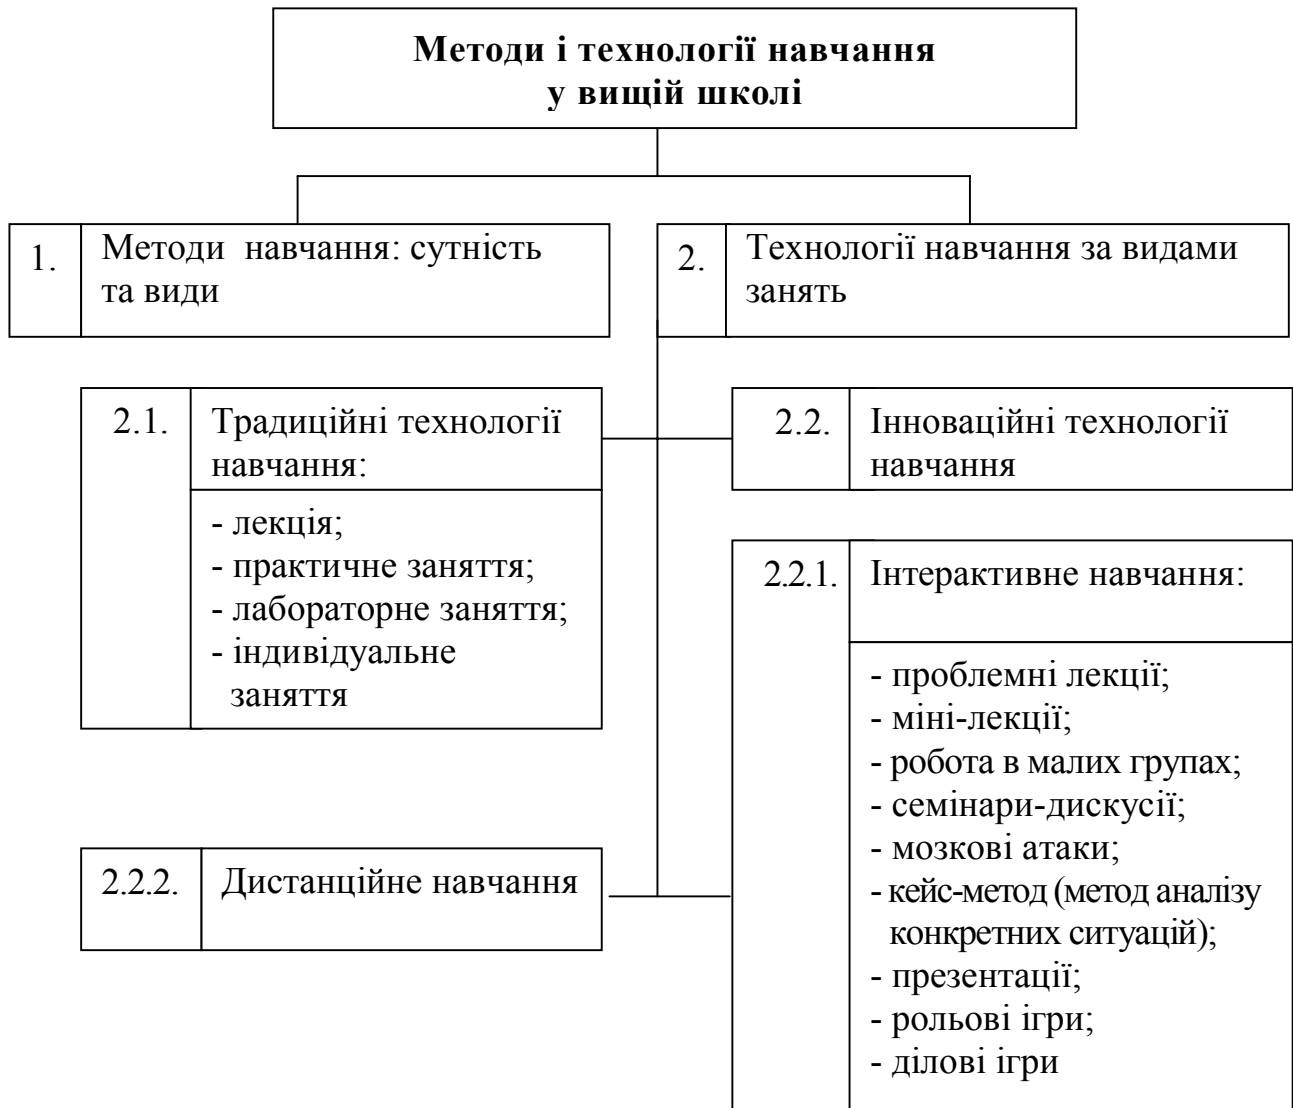 Методи і технології навчання
у вищій школі
1.
Методи навчання: сутність
та види
2.
Технології навчання за видами
занять
2.1.
Традиційні технології
навчання:
- лекція;
- практичне заняття;
- лабораторне заняття;
- індивідуальне
заняття
2.2.
Інноваційні технології
навчання
2.2.1.
Інтерактивне навчання:
- проблемні лекції;
- міні-лекції;
- робота в малих групах;
- семінари-дискусії;
- мозкові атаки;
- кейс-метод (метод аналізу
конкретних ситуацій);
- презентації;
- рольові ігри;
- ділові ігри
2.2.2.
Дистанційне навчання